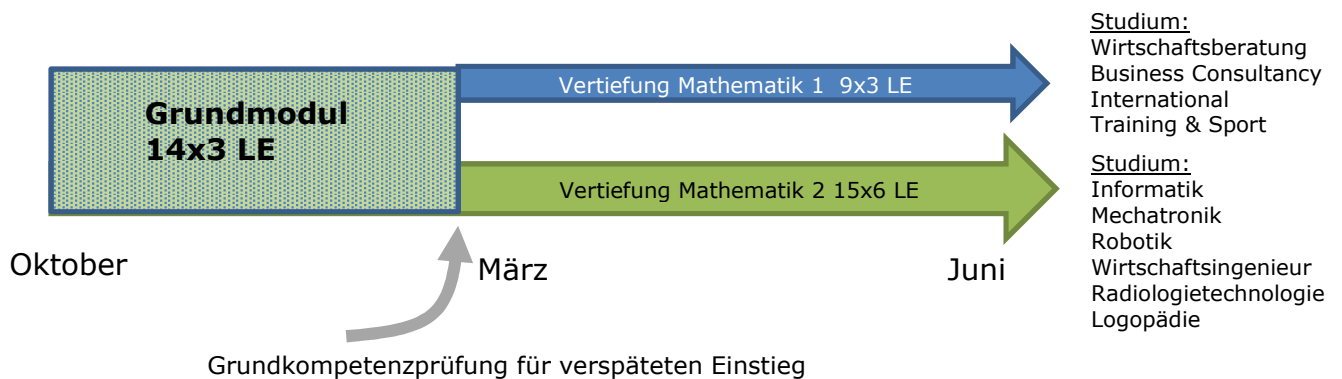 Grundmodul
14x3 LE
Vertiefung Mathematik 1  9x3 LE
Vertiefung Mathematik 2 15x6 LE
Oktober
März
Juni
Grundkompetenzprüfung für verspäteten Einstieg
Studium:
Wirtschaftsberatung
Business Consultancy
International
Training & Sport
Studium:
Informatik
Mechatronik
Robotik
Wirtschaftsingenieur
Radiologietechnologie
Logopädie